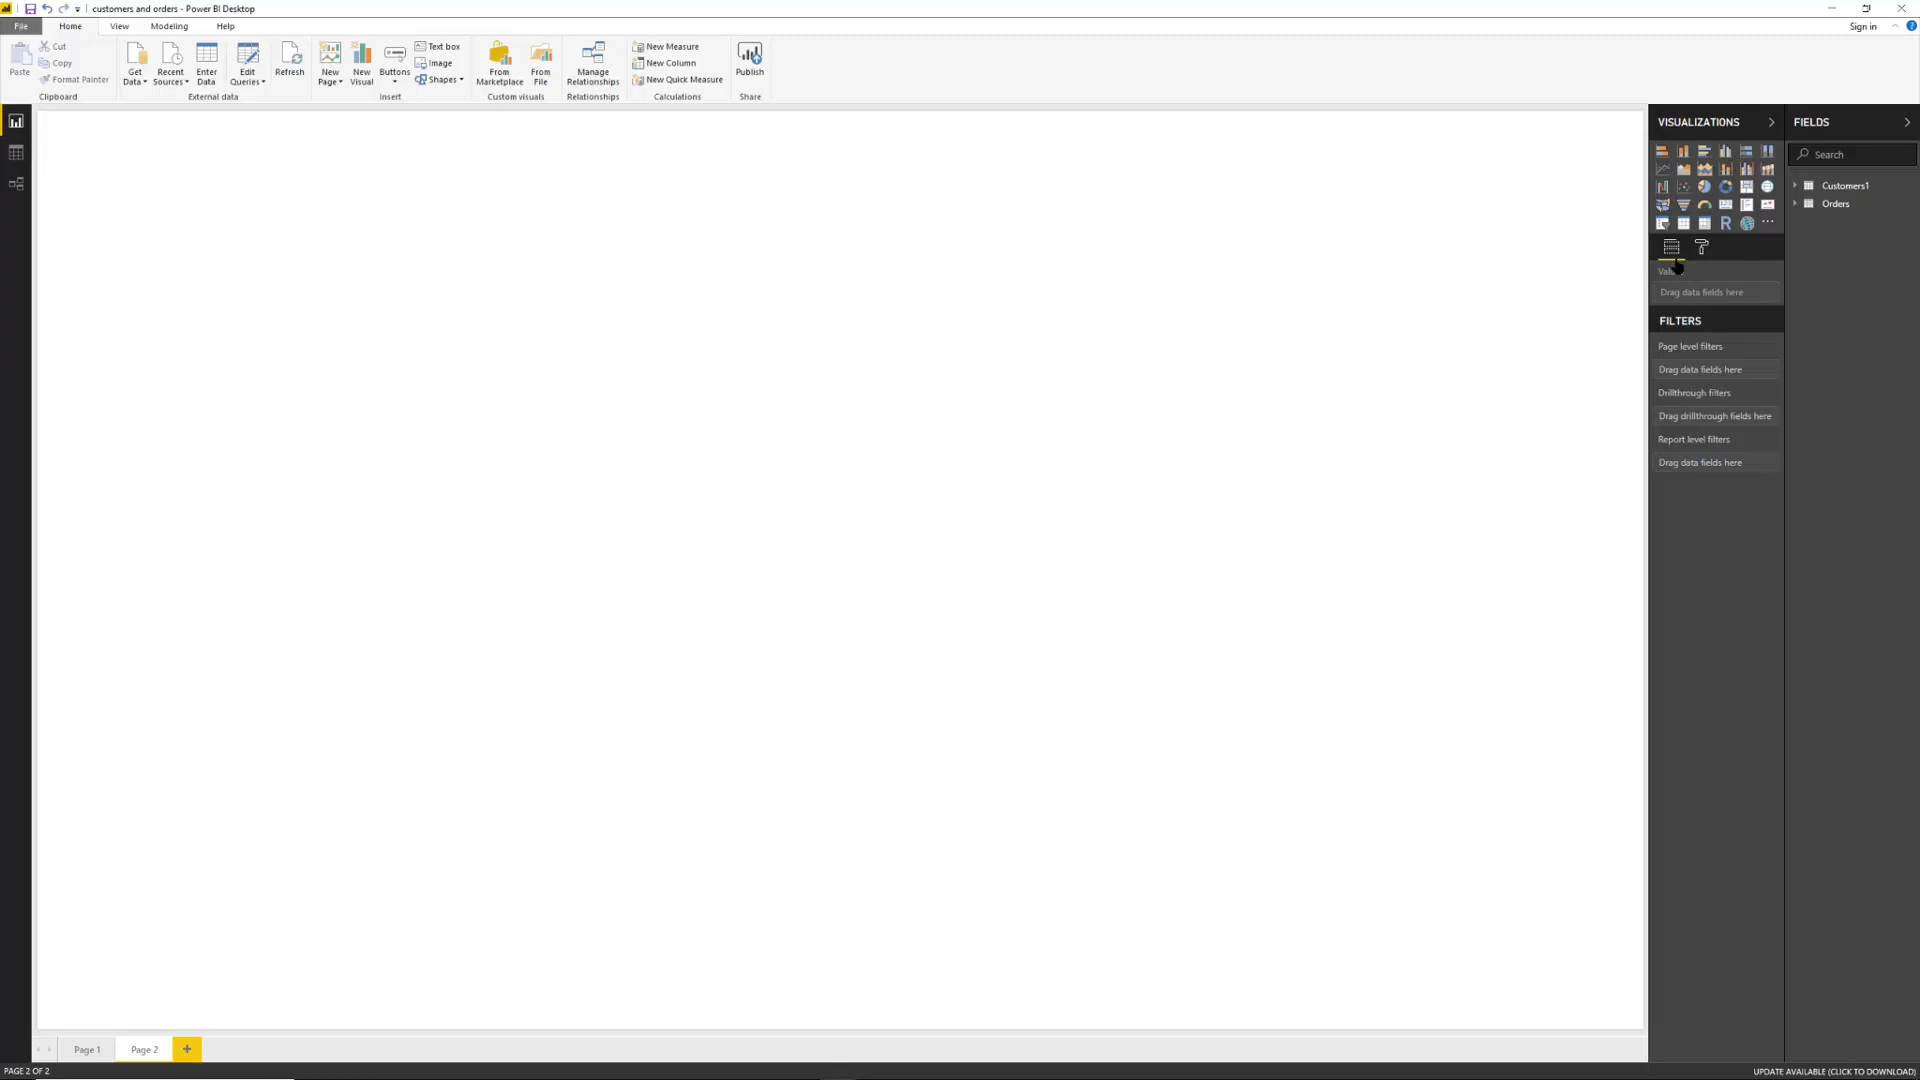 customers and orders - Power BI Desktop
File
Home
View
Modeling
Help
Sign in
Paste
Cut
Copy
Format Painter
Clipboard
Get Data
Recent Sources
Enter Data
Edit Queries
External data
Refresh
New Page
New Visual
Buttons
Text box
Image
Shapes
Insert
From Marketplace
From File
Custom visuals
Manage Relationships
Relationships
New Measure
New Column
New Quick Measure
Calculations
Publish
Share
VISUALIZATIONS
R
Drag data fields here
FILTERS
Page level filters
Drag data fields here
Drillthrough filters
Drag drillthrough fields here
Report level filters
Drag data fields here
FIELDS
Search
Customers1
Orders
Page 1
Page 2
+
PAGE 2 OF 2
UPDATE AVAILABLE (CLICK TO DOWNLOAD)